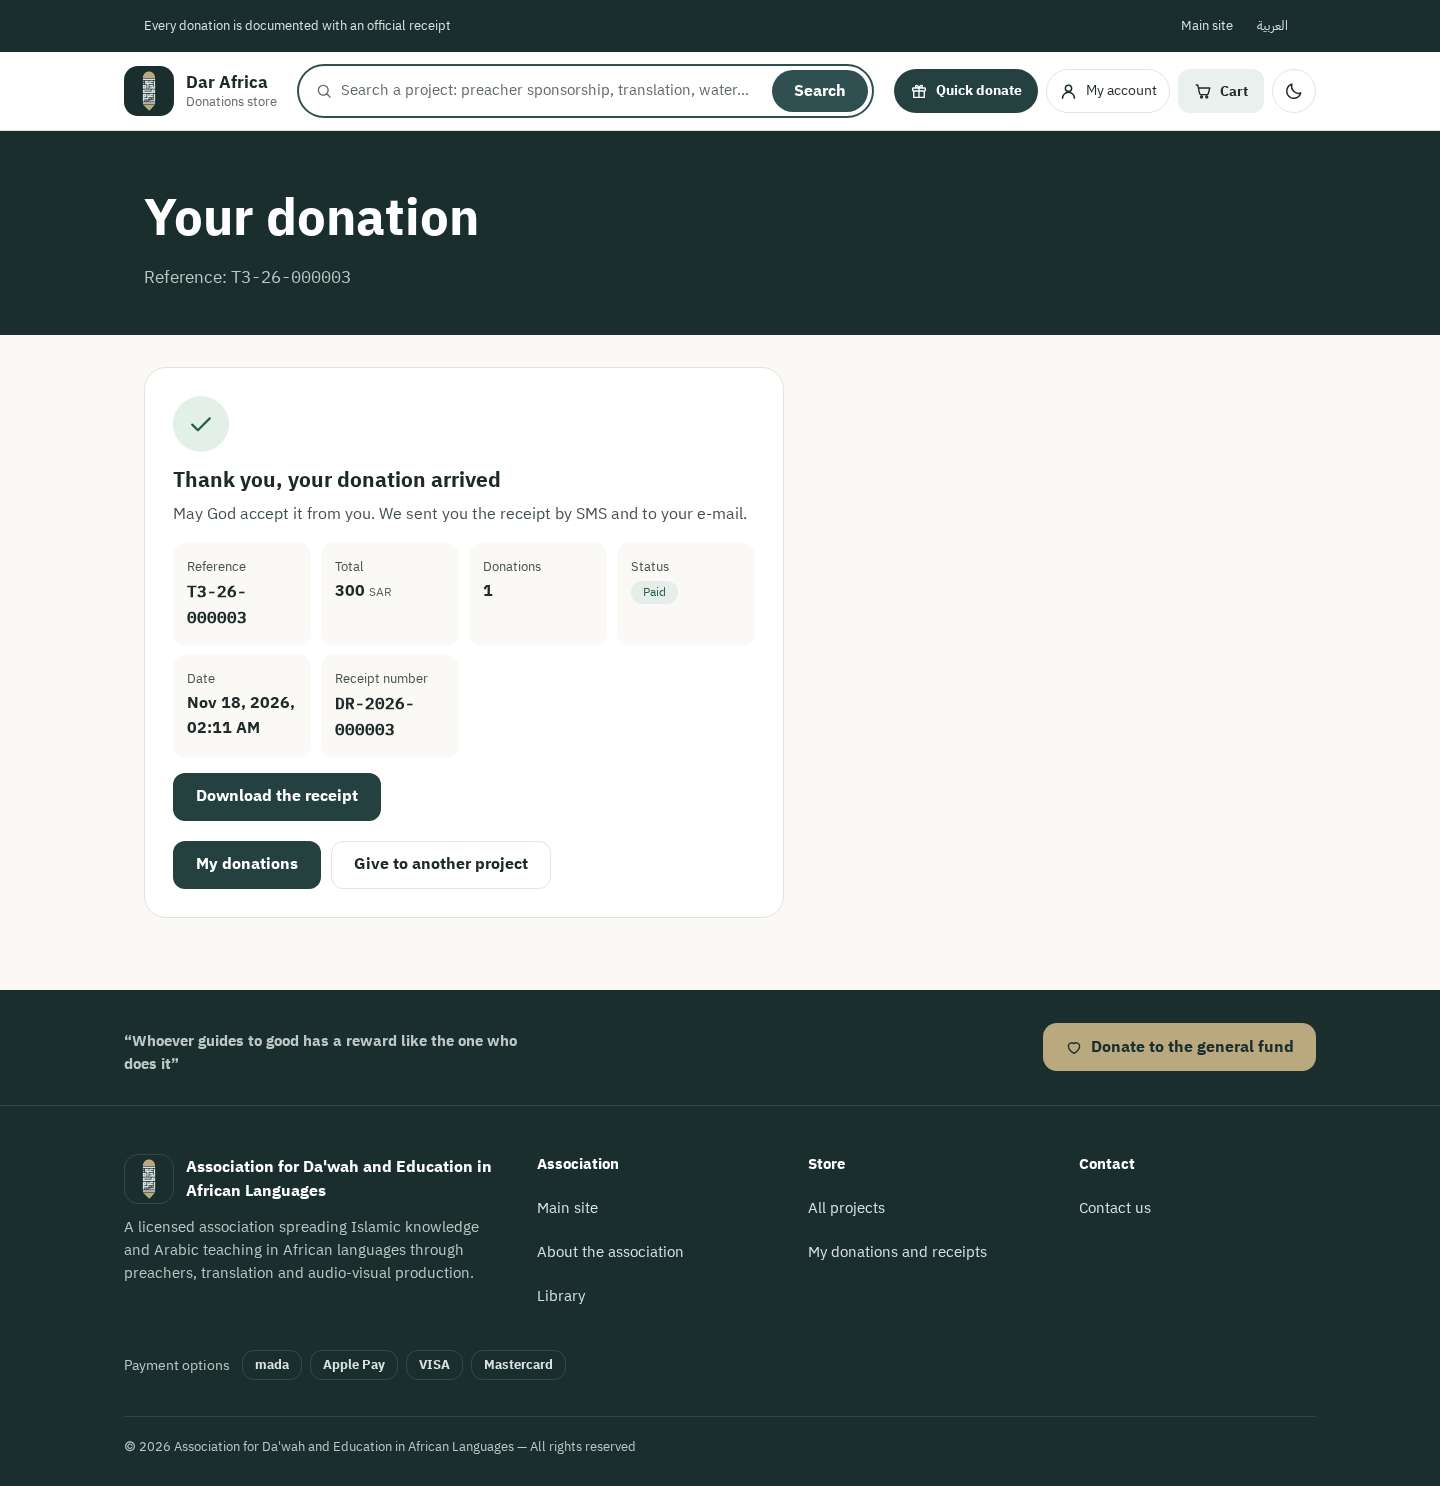 Every donation is documented with an official receipt
Main site
العربية
Dar Africa
Donations store
Search a project: preacher sponsorship, translation, water...
Search
Quick donate
My account
Cart
Your donation
Reference: T3-26-000003
Thank you, your donation arrived
May God accept it from you. We sent you the receipt by SMS and to your e-mail.
Reference
T3-26-
000003
Total
300 SAR
Donations
1
Status
Paid
Date
Nov 18, 2026,
02:11 AM
Receipt number
DR-2026-
000003
Download the receipt
My donations
Give to another project
“Whoever guides to good has a reward like the one who
does it”
Donate to the general fund
Association for Da'wah and Education in
African Languages
A licensed association spreading Islamic knowledge
and Arabic teaching in African languages through
preachers, translation and audio-visual production.
Association
Main site
About the association
Library
Store
All projects
My donations and receipts
Contact
Contact us
Payment options
mada
Apple Pay
VISA
Mastercard
© 2026 Association for Da'wah and Education in African Languages — All rights reserved